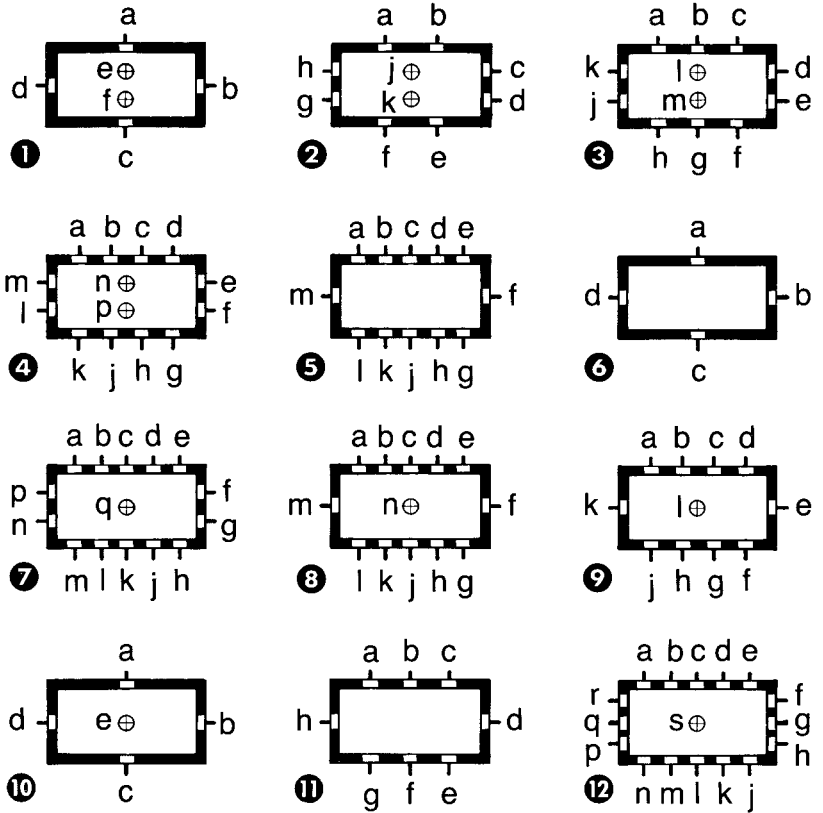 a
e
d b
f
c
1
a b
h j c
g k d
f e
2
a b c
k l d
j m e
h g f
3
a b c d
m n e
l p f
k j h g
4
a b c d e
m f
l k j h g
5
a
d b
c
6
a b c d e
p f
q
n g
m l k j h
7
a b c d e
m n f
l k j h g
8
a b c d
k l e
j h g f
9
a
d e b
c
10
a b c
h d
g f e
11
a b c d e
r f
q s g
p h
n m l k j
12